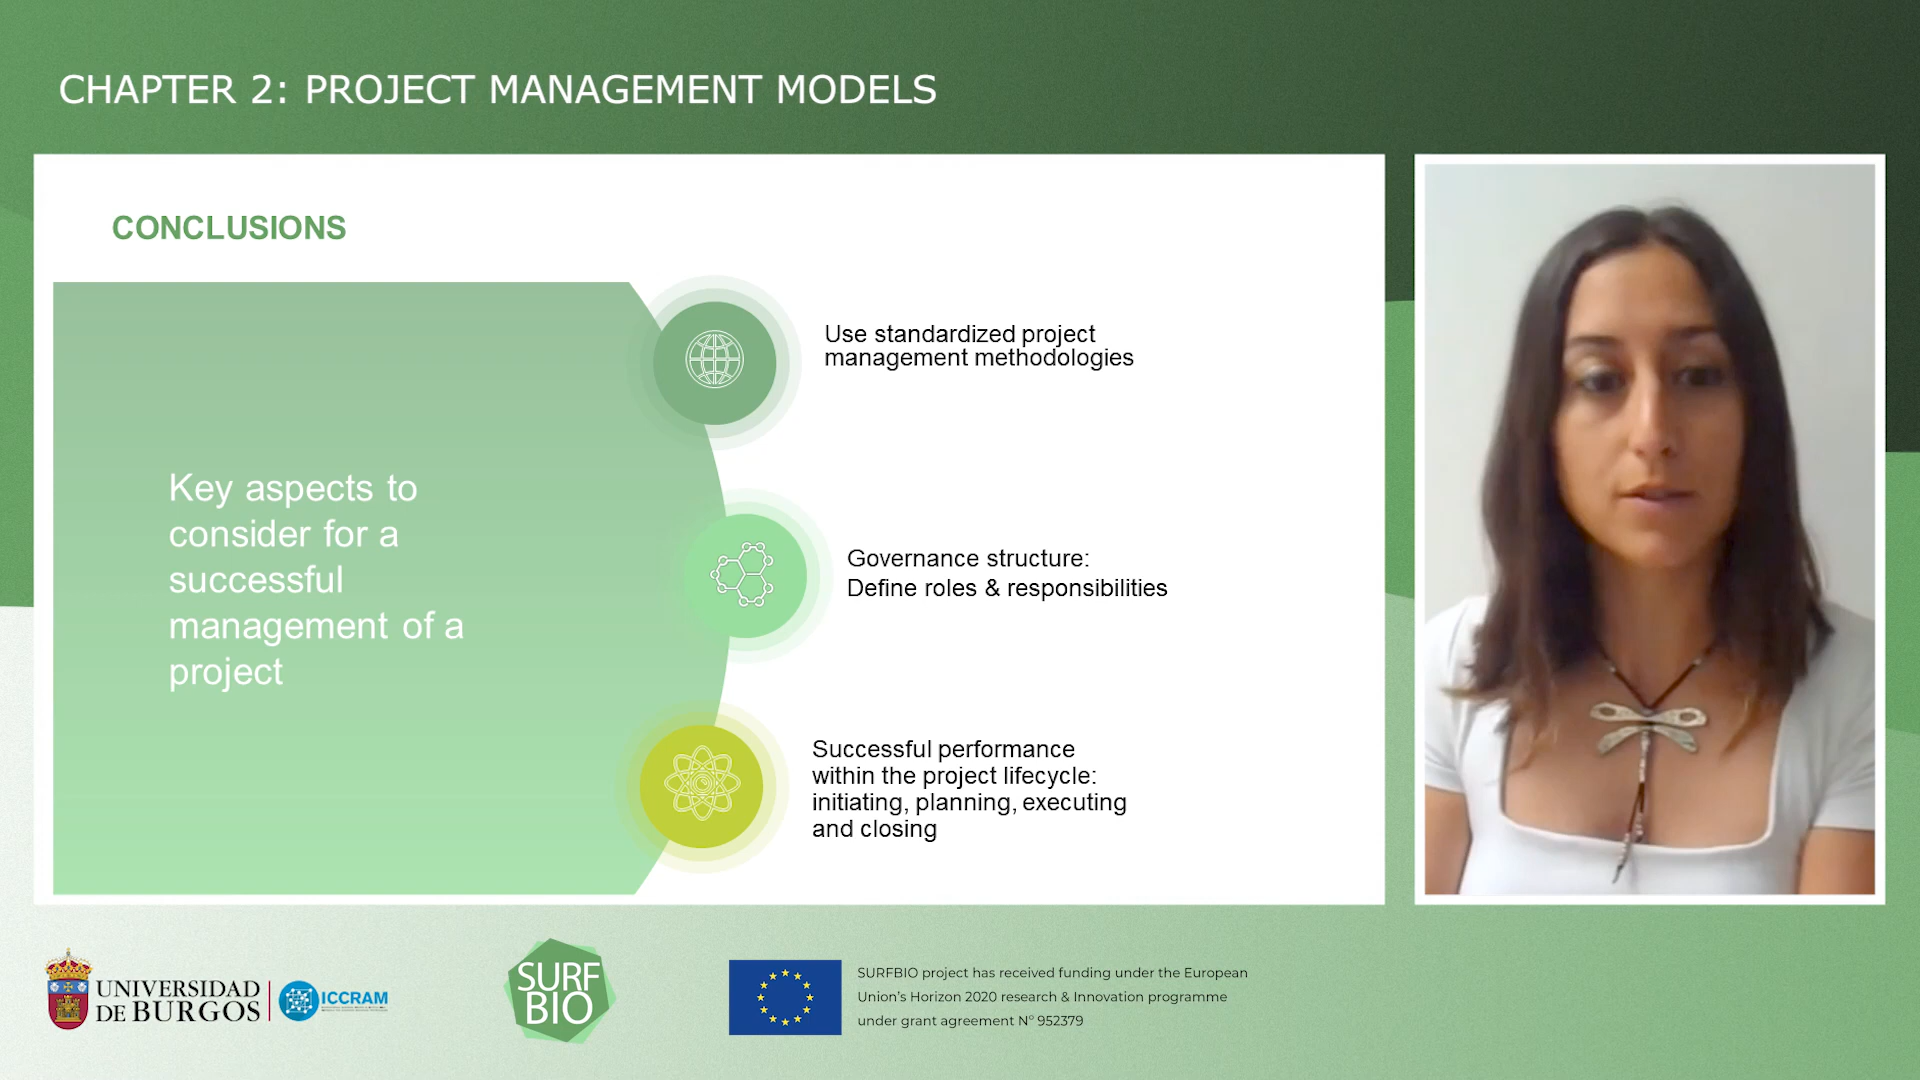 CHAPTER 2: PROJECT MANAGEMENT MODELS
CONCLUSIONS
Key aspects to
consider for a
successful
management of a
project
Use standardized project
management methodologies
Governance structure:
Define roles & responsibilities
Successful performance
within the project lifecycle:
initiating, planning, executing
and closing
UNIVERSIDAD
DE BURGOS
ICCRAM
SURF
BIO
SURFBIO project has received funding under the European
Union's Horizon 2020 research & Innovation programme
under grant agreement Nº 952379